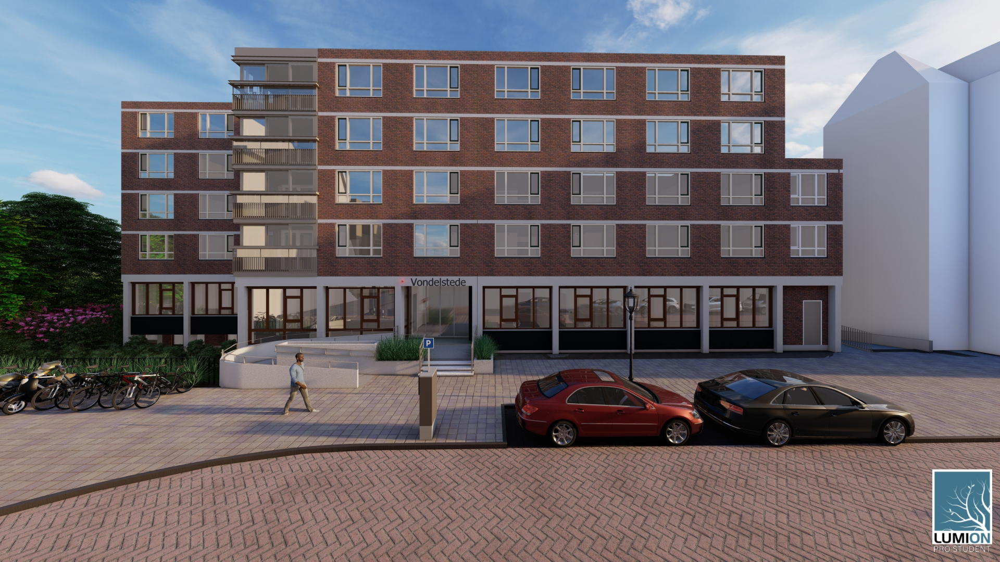 Vondelstede
P
LUMION
PRO STUDENT